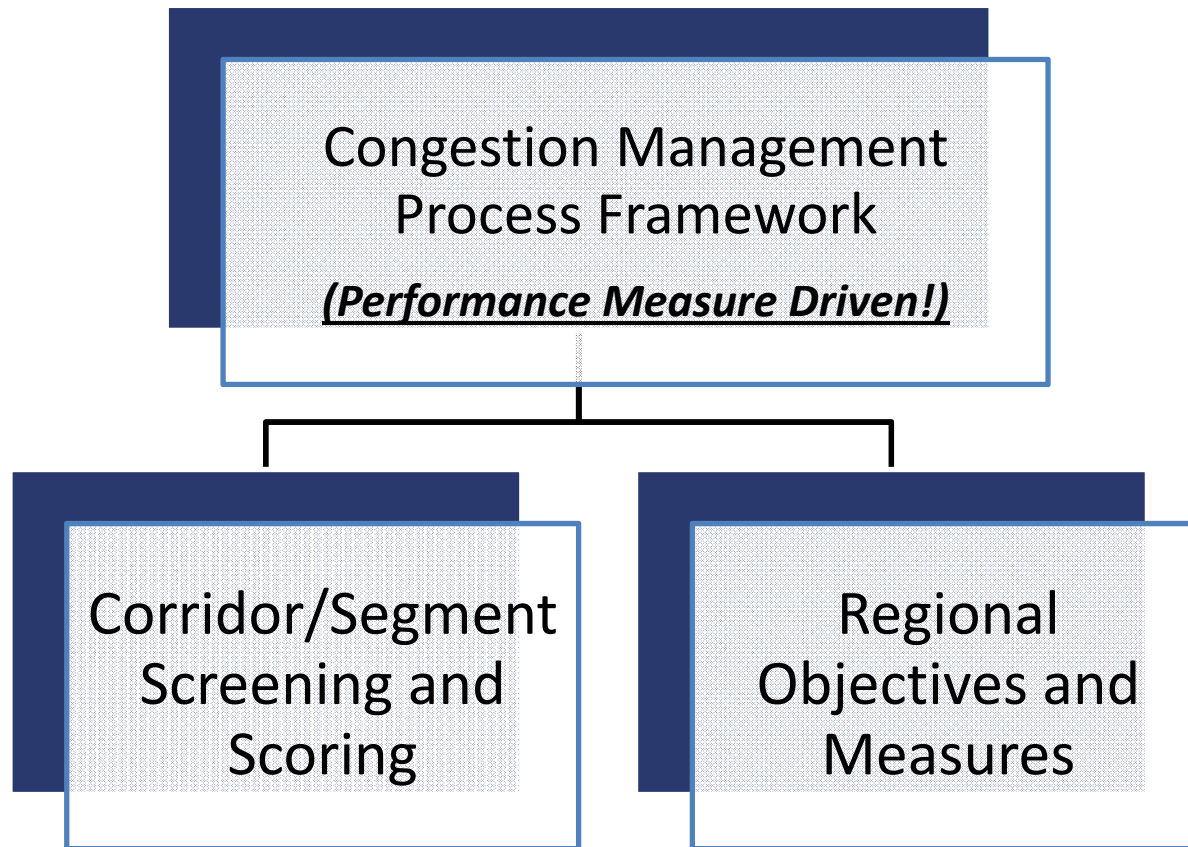 Congestion Management
Process Framework
(Performance Measure Driven!)
Corridor/Segment
Screening and
Scoring
Regional
Objectives and
Measures